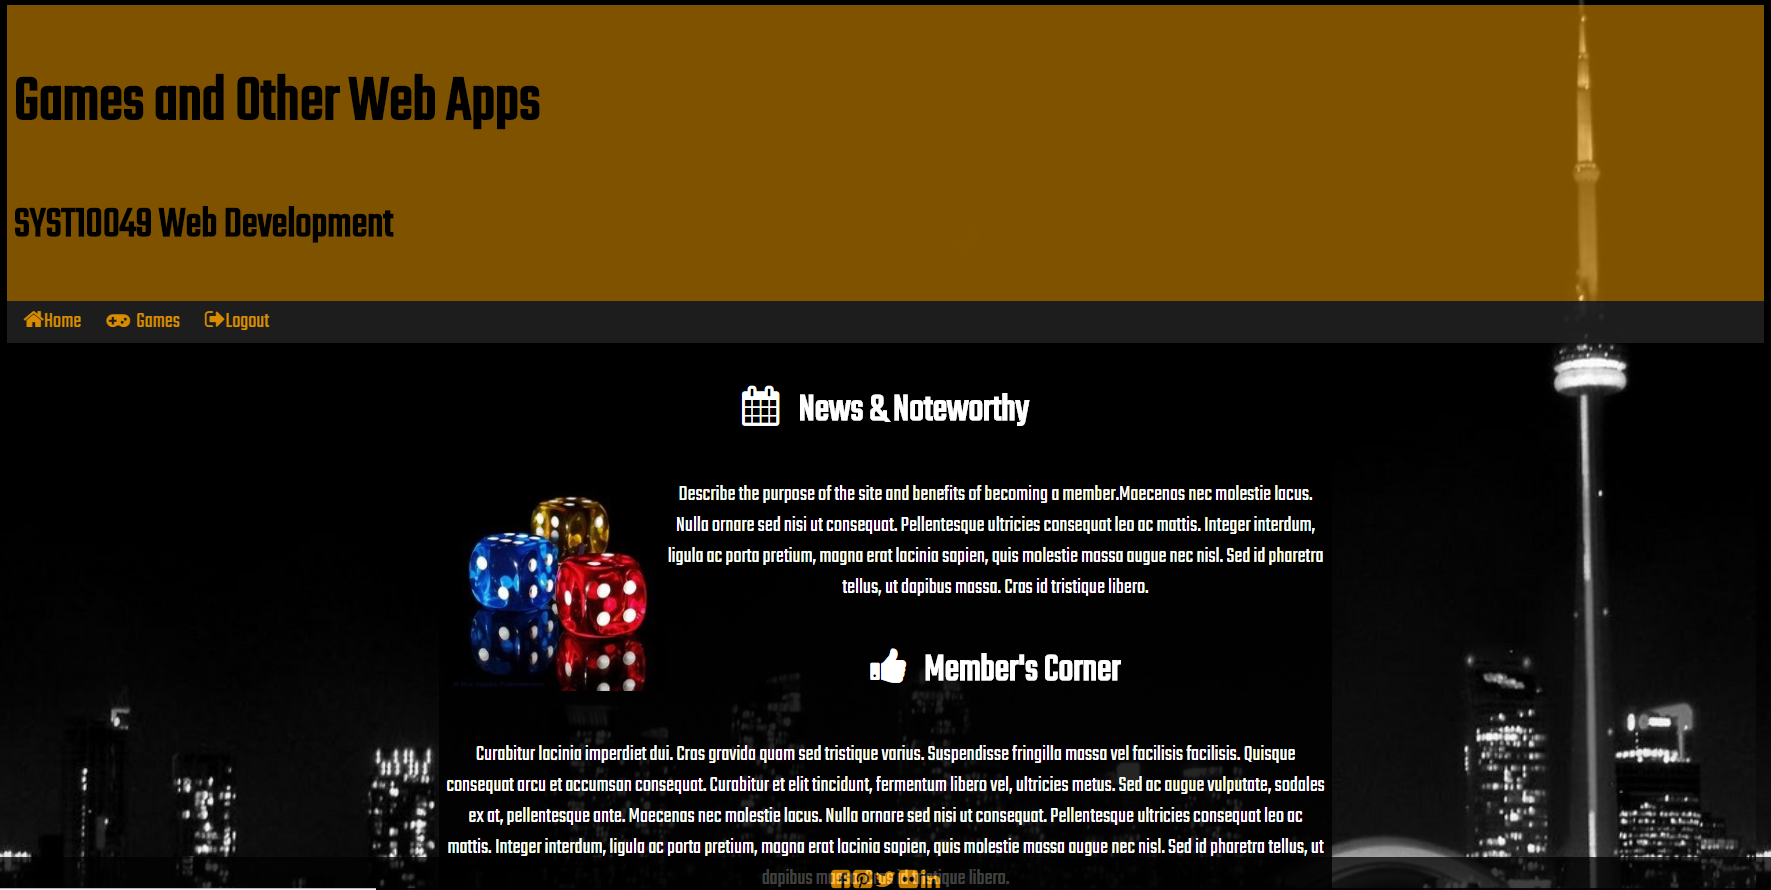 Games and Other Web Apps
SYST10049 Web Development
Home Games Logout
News & Noteworthy
Describe the purpose of the site and benefits of becoming a member.Maecenas nec molestie lacus.
Nulla ornare sed nisi ut consequat. Pellentesque ultricies consequat leo ac mattis. Integer interdum,
ligula ac porta pretium, magna erat lacinia sapien, quis molestie massa augue nec nisl. Sed id pharetra
tellus, ut dapibus massa. Cras id tristique libero.
Member's Corner
Curabitur lacinia imperdiet dui. Cras gravida quam sed tristique varius. Suspendisse fringilla massa vel facilisis facilisis. Quisque
consequat arcu et accumsan consequat. Curabitur et elit tincidunt, fermentum libero vel, ultricies metus. Sed ac augue vulputate, sodales
ex at, pellentesque ante. Maecenas nec molestie lacus. Nulla ornare sed nisi ut consequat. Pellentesque ultricies consequat leo ac
mattis. Integer interdum, ligula ac porta pretium, magna erat lacinia sapien, quis molestie massa augue nec nisl. Sed id pharetra tellus, ut
dapibus tristique libero.